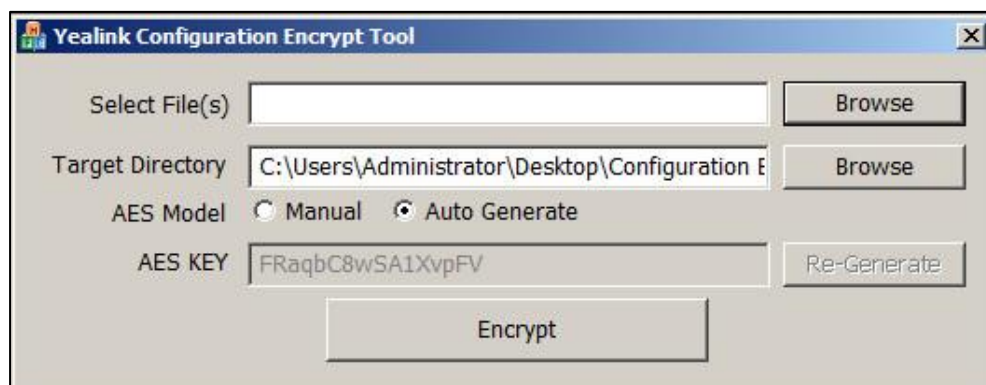 Yealink Configuration Encrypt Tool
Select File(s) Browse
Target Directory C:\Users\Administrator\Desktop\Configuration E Browse
AES Model Manual Auto Generate
AES KEY FRaqbC8wSA1XvpFV Re-Generate
Encrypt